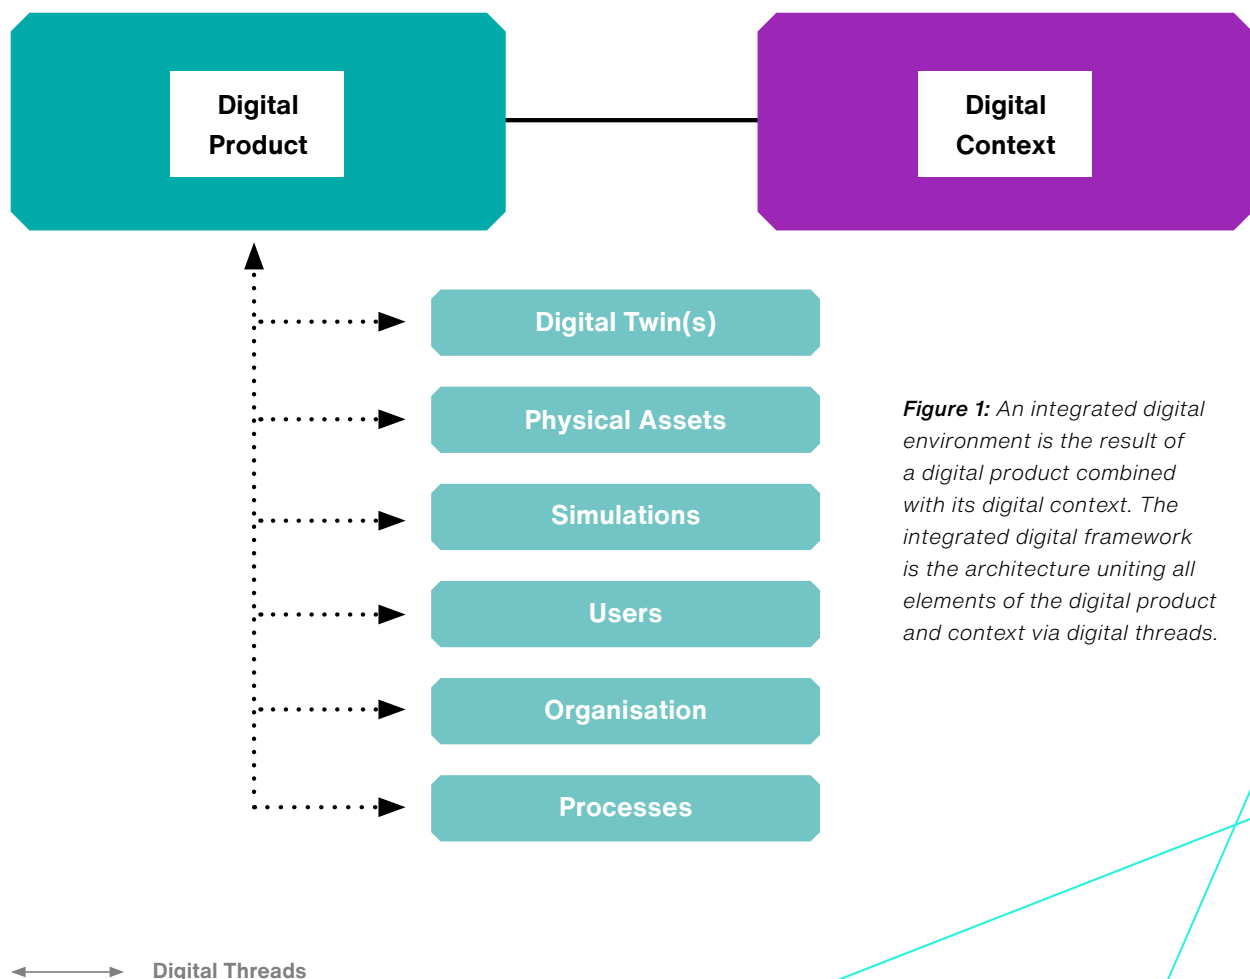 Digital
Product
Digital
Context
Digital Twin(s)
Physical Assets
Simulations
Users
Organisation
Processes
Figure 1: An integrated digital
environment is the result of
a digital product combined
with its digital context. The
integrated digital framework
is the architecture uniting all
elements of the digital product
and context via digital threads.
Digital Threads